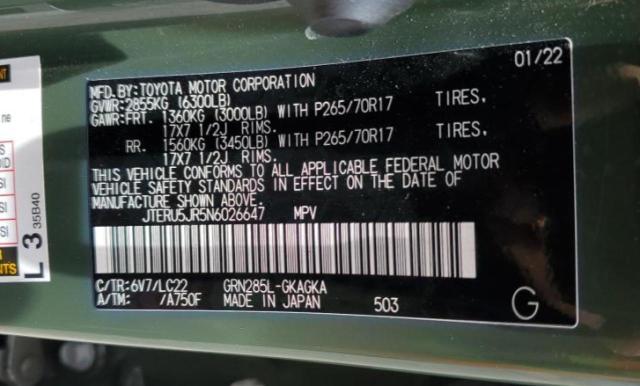 01/22
MFD.BY:TOYOTA MOTOR CORPORATION
GVWR:2855KG (6300LB)
GAWR:FRT. 1360KG (3000LB) WITH P265/70R17 TIRES,
17X7 1/2J RIMS.
RR. 1560KG (3450LB) WITH P265/70R17 TIRES,
17X7 1/2J RIMS.
THIS VEHICLE CONFORMS TO ALL APPLICABLE FEDERAL MOTOR
VEHICLE SAFETY STANDARDS IN EFFECT ON THE DATE OF
MANUFACTURE SHOWN ABOVE.
JTERU5JR5N6026647 MPV
C/TR:6V7/LC22 GRN285L-GKAGKA
A/TM: /A750F MADE IN JAPAN 503
G
L 3 35B40